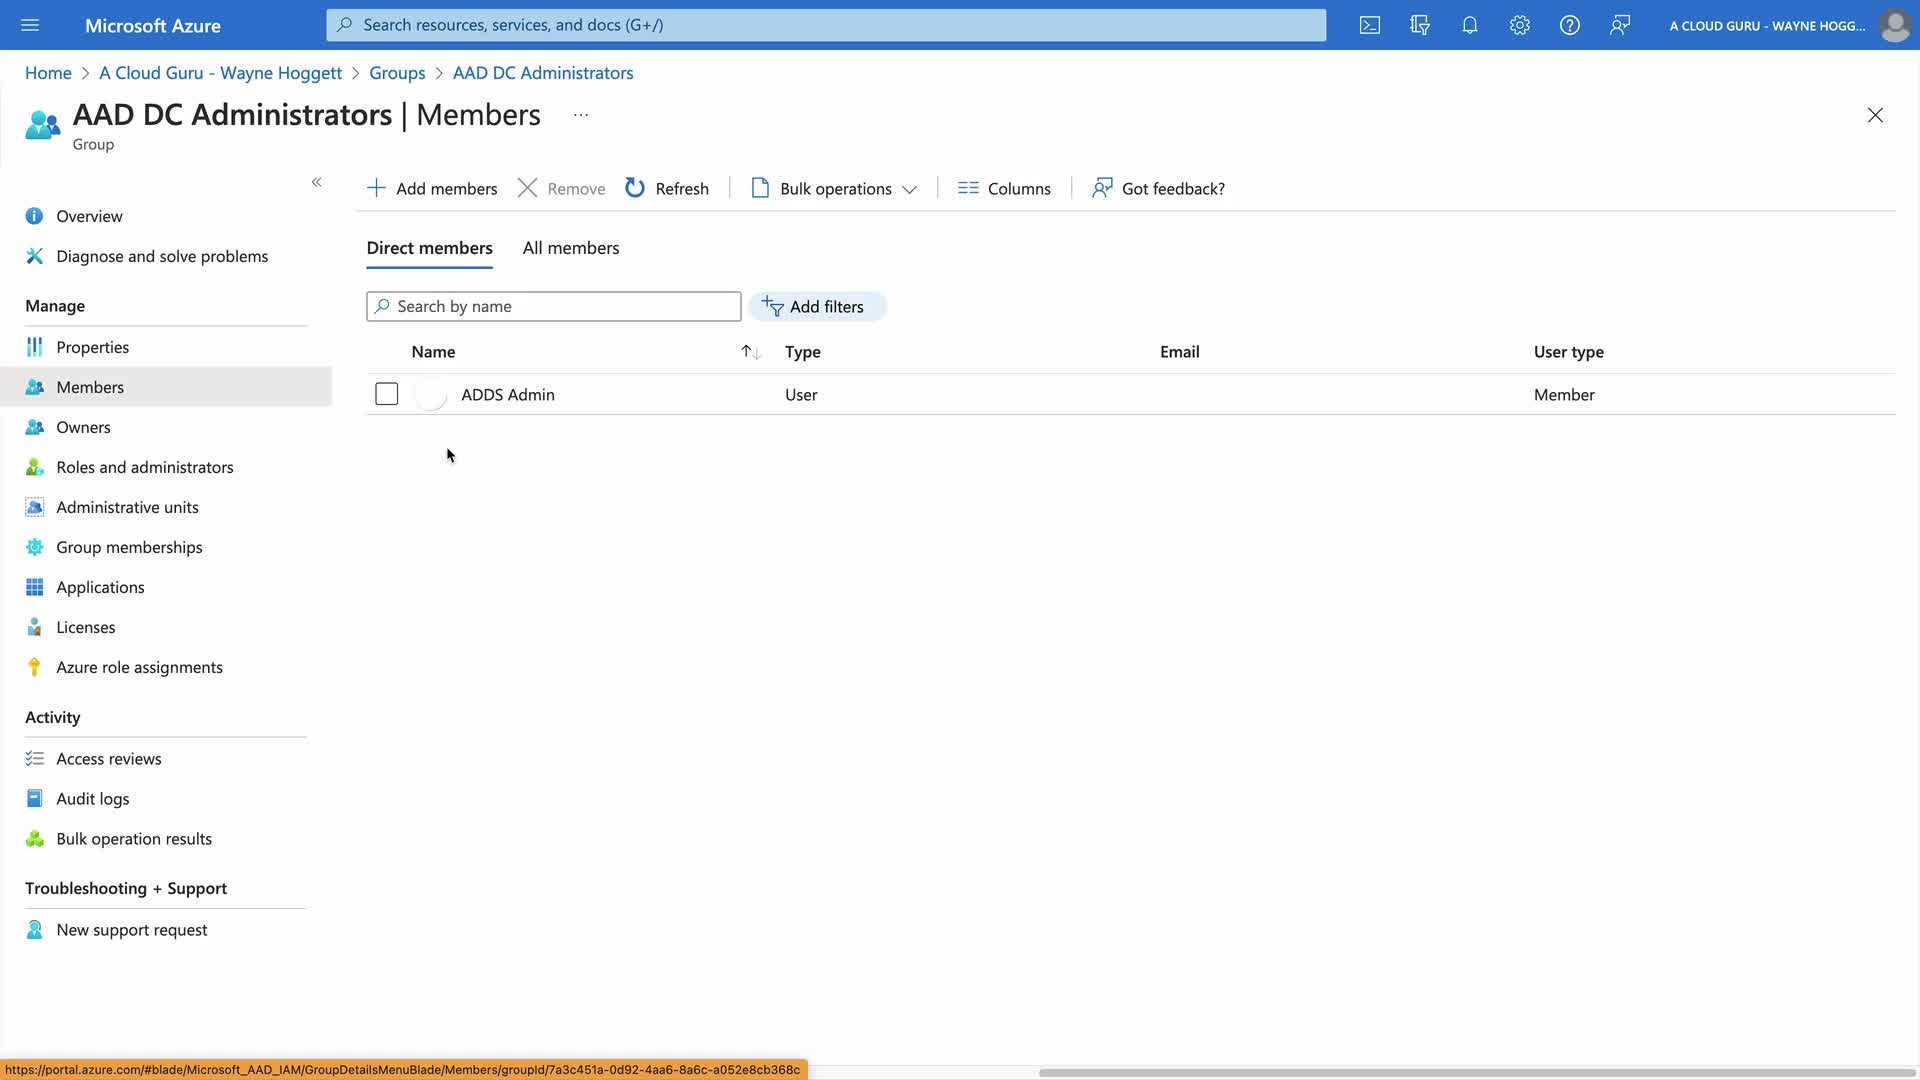 Microsoft Azure
Search resources, services, and docs (G+/)
A CLOUD GURU - WAYNE HOGG...
Home > A Cloud Guru - Wayne Hoggett > Groups > AAD DC Administrators
AAD DC Administrators | Members ...
Group
Add members
Remove
Refresh
Bulk operations
Columns
Got feedback?
Overview
Diagnose and solve problems
Manage
Properties
Members
Owners
Roles and administrators
Administrative units
Group memberships
Applications
Licenses
Azure role assignments
Activity
Access reviews
Audit logs
Bulk operation results
Troubleshooting + Support
New support request
Direct members
All members
Search by name
Add filters
Name
Type
Email
User type
ADDS Admin
User
Member
https://portal.azure.com/#blade/Microsoft_AAD_IAM/GroupDetailsMenuBlade/Members/groupId/7a3c451a-0d92-4aa6-8a6c-a052e8cb368c